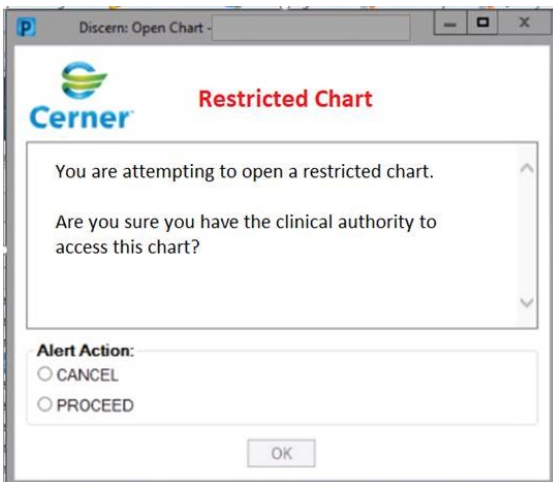 P
Discern: Open Chart -
Cerner
Restricted Chart
You are attempting to open a restricted chart.
Are you sure you have the clinical authority to
access this chart?
Alert Action:
CANCEL
PROCEED
OK